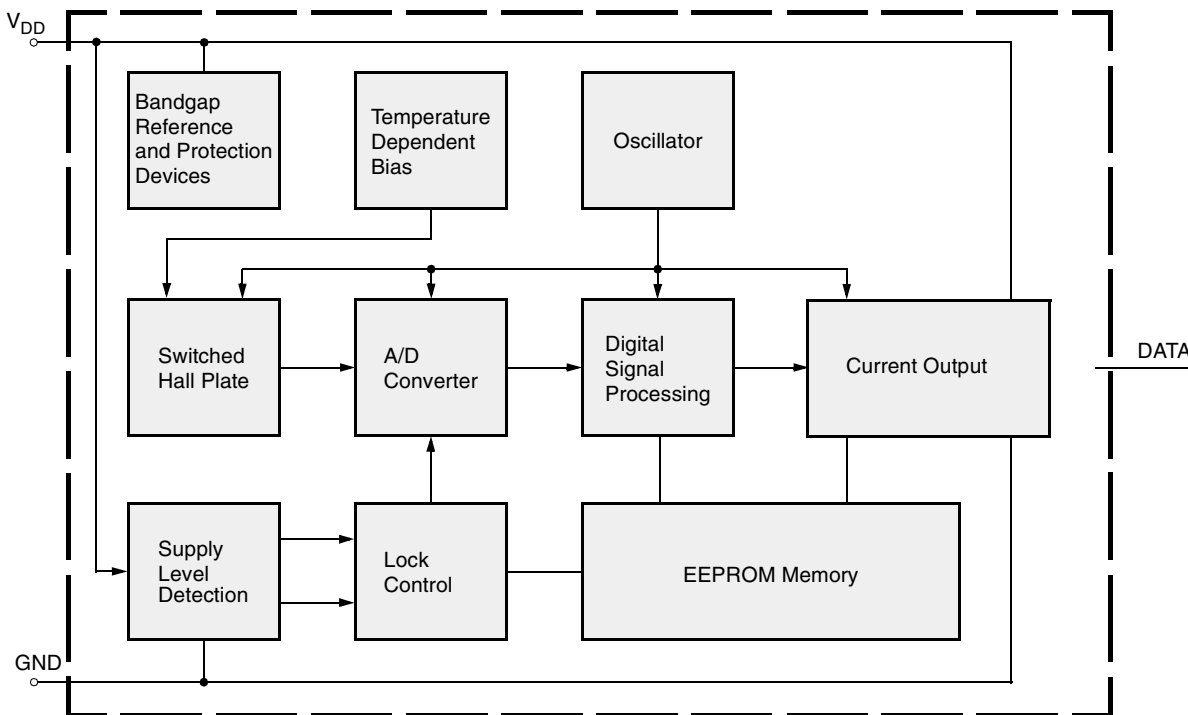 VDD
Bandgap
Reference
and Protection
Devices
Temperature
Dependent
Bias
Oscillator
Switched
Hall Plate
A/D
Converter
Digital
Signal
Processing
Current Output
DATA
Supply
Level
Detection
Lock
Control
EEPROM Memory
GND